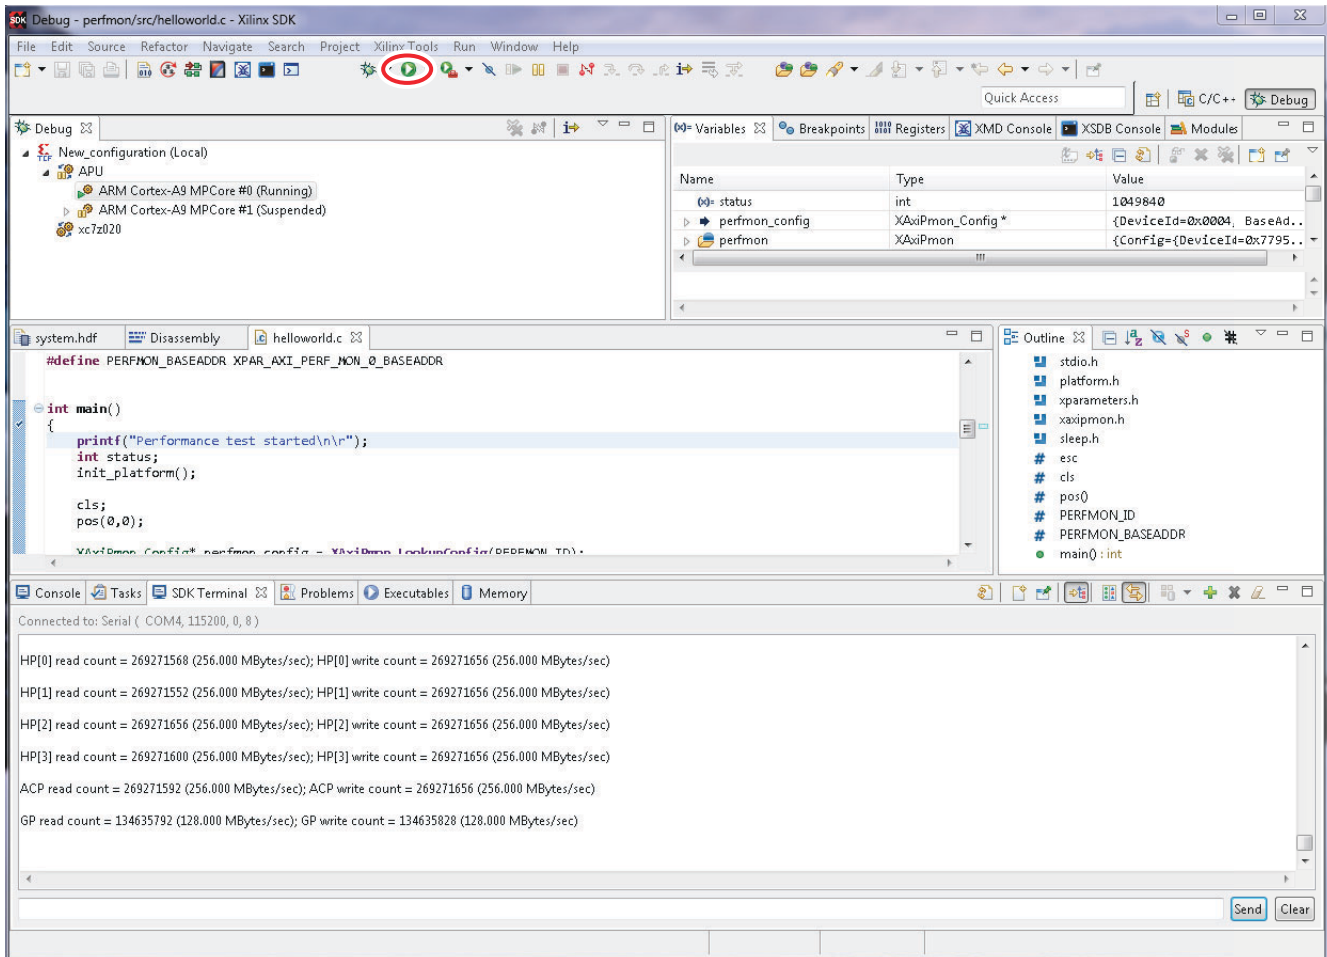 SDK Debug - perfmon/src/helloworld.c - Xilinx SDK
File Edit Source Refactor Navigate Search Project Xilinx Tools Run Window Help
Quick Access C/C++ Debug
Debug
New_configuration (Local)
APU
ARM Cortex-A9 MPCore #0 (Running)
ARM Cortex-A9 MPCore #1 (Suspended)
xc7z020
(x)= Variables Breakpoints Registers XMD Console XSDB Console Modules
Name Type Value
(x)= status int 1049840
perfmon_config XAxiPmon_Config * {DeviceId=0x0004, BaseAd..
perfmon XAxiPmon {Config={DeviceId=0x7795..
system.hdf Disassembly helloworld.c
#define PERFMON_BASEADDR XPAR_AXI_PERF_MON_0_BASEADDR
int main()
{
printf("Performance test started\n\r");
int status;
init_platform();
cls;
pos(0,0);
XAxiPmon_Config* perfmon_config = XAxiPmon_LookupConfig(PERFMON_ID);
Outline
stdio.h
platform.h
xparameters.h
xaxipmon.h
sleep.h
# esc
# cls
# pos()
# PERFMON_ID
# PERFMON_BASEADDR
main() : int
Console Tasks SDK Terminal Problems Executables Memory
Connected to: Serial ( COM4, 115200, 0, 8 )
HP[0] read count = 269271568 (256.000 MBytes/sec); HP[0] write count = 269271656 (256.000 MBytes/sec)
HP[1] read count = 269271552 (256.000 MBytes/sec); HP[1] write count = 269271656 (256.000 MBytes/sec)
HP[2] read count = 269271656 (256.000 MBytes/sec); HP[2] write count = 269271656 (256.000 MBytes/sec)
HP[3] read count = 269271600 (256.000 MBytes/sec); HP[3] write count = 269271656 (256.000 MBytes/sec)
ACP read count = 269271592 (256.000 MBytes/sec); ACP write count = 269271656 (256.000 MBytes/sec)
GP read count = 134635792 (128.000 MBytes/sec); GP write count = 134635828 (128.000 MBytes/sec)
Send Clear